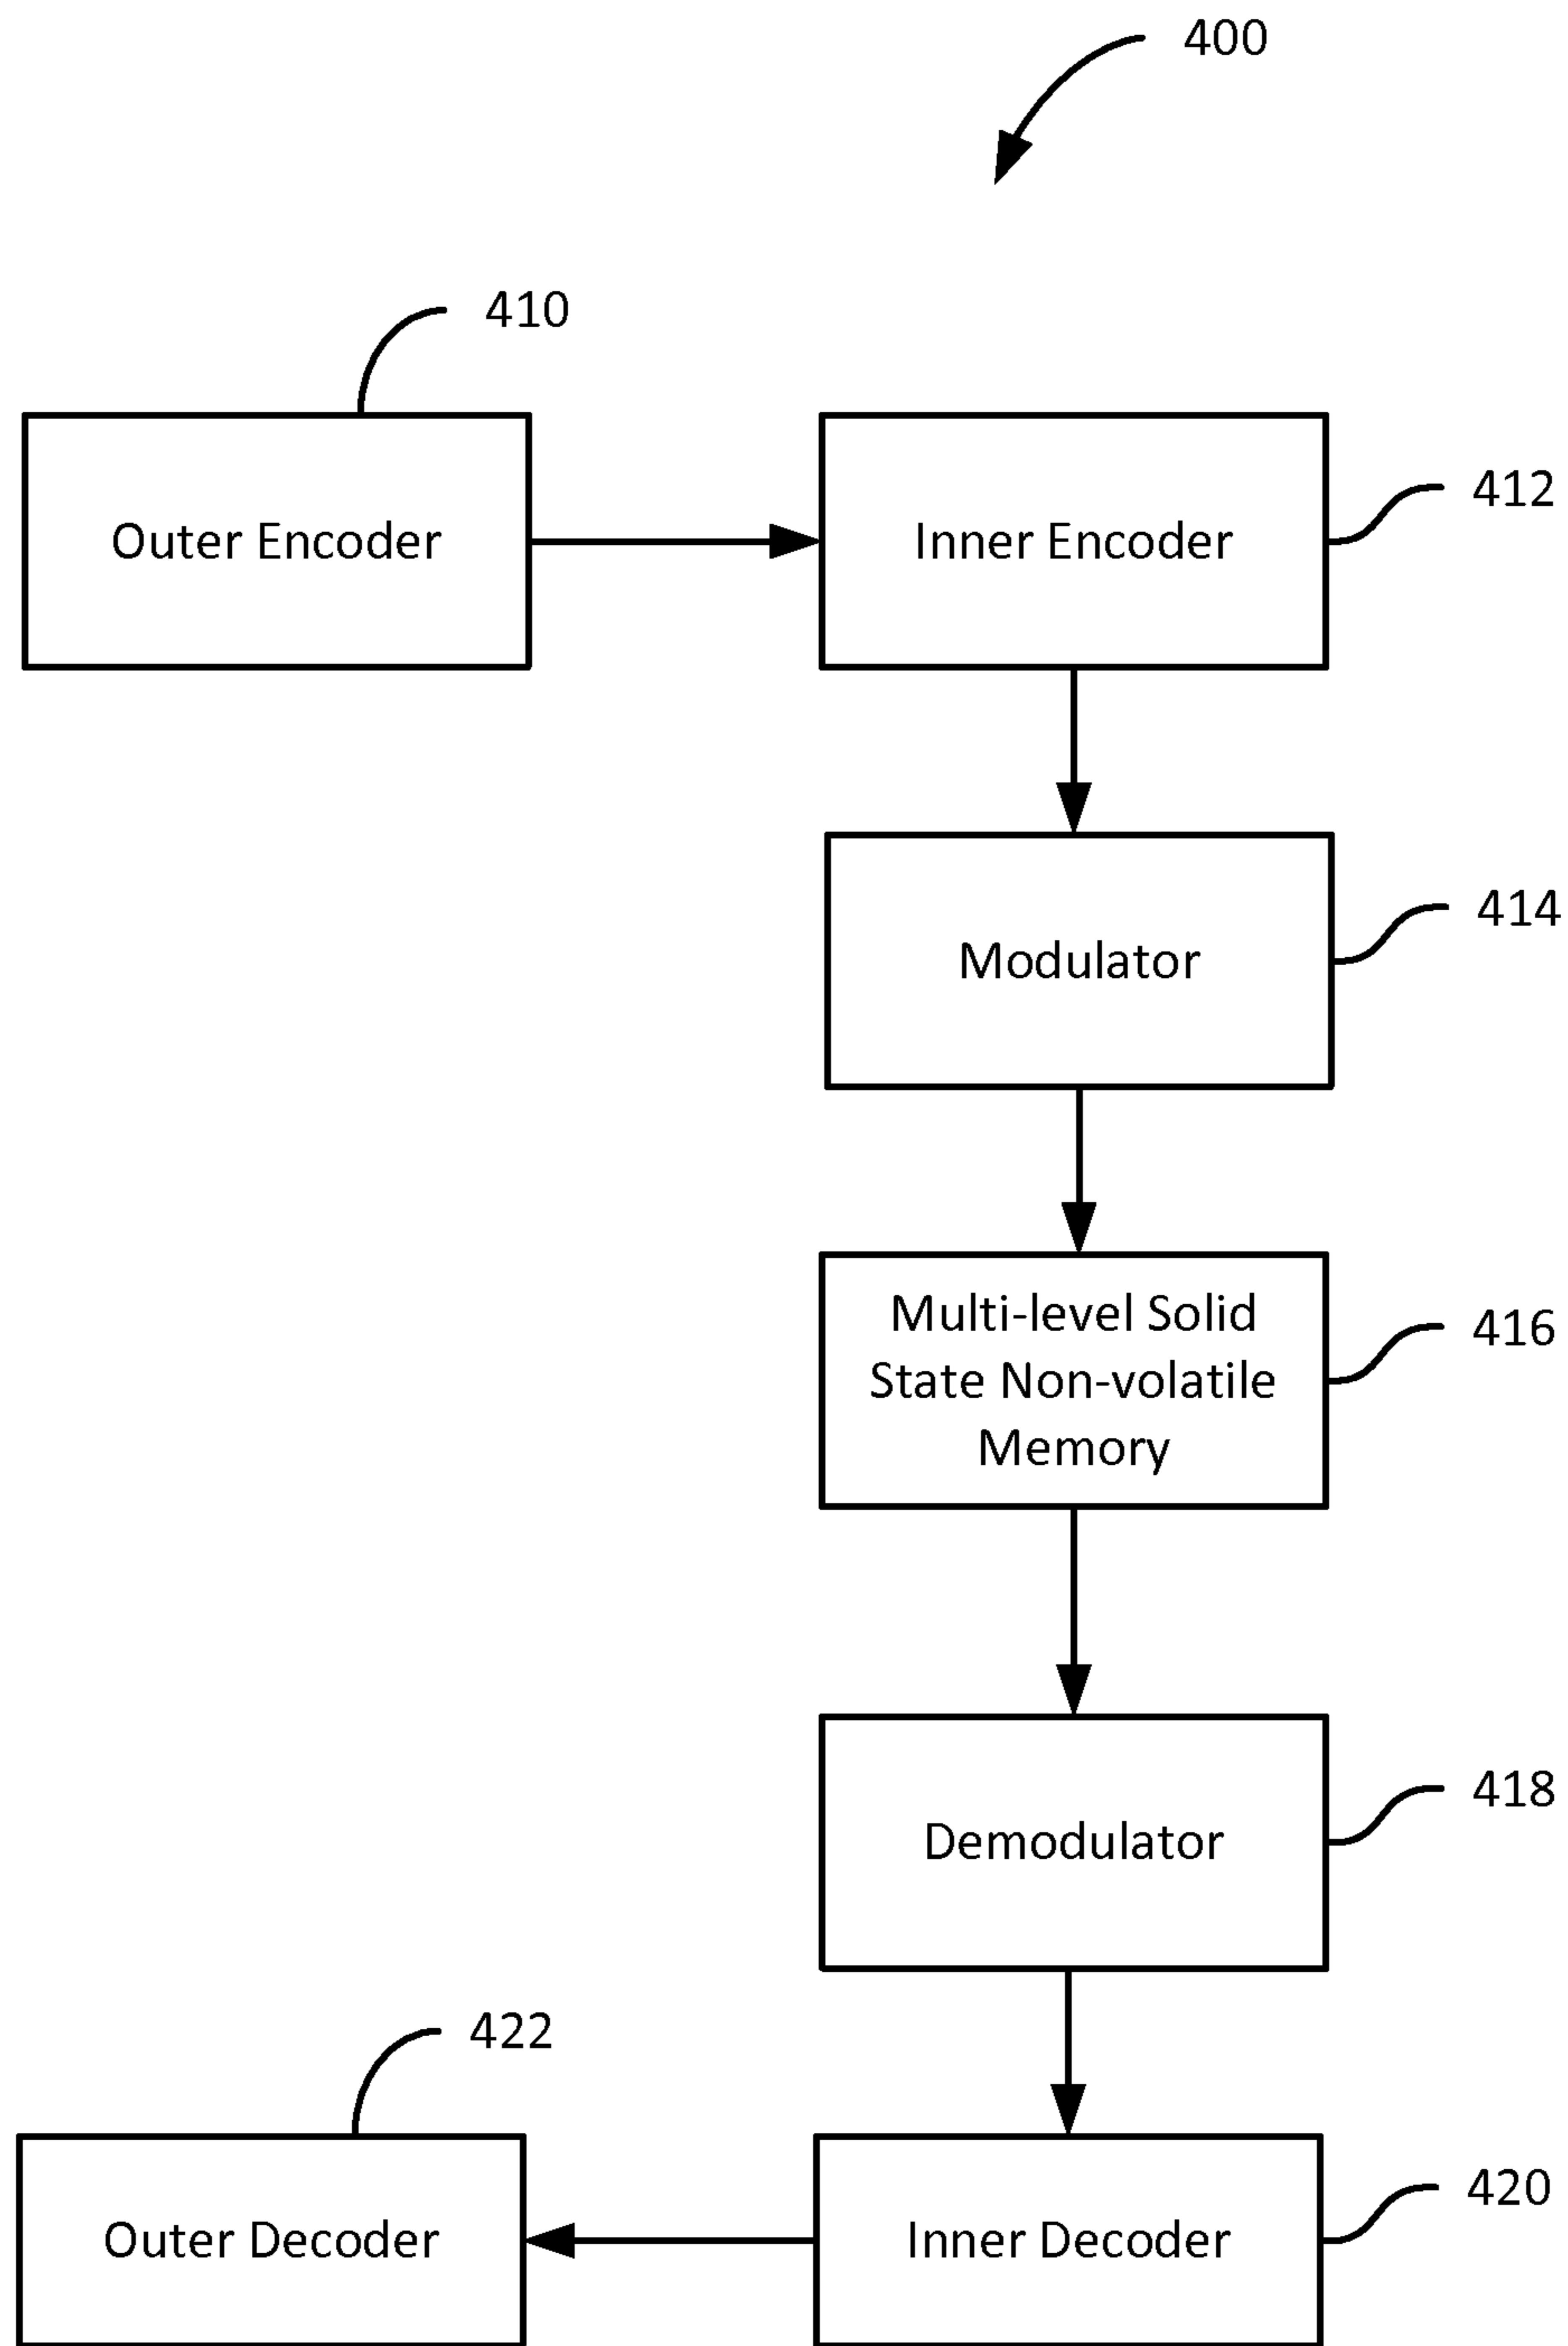 400
410
Outer Encoder
Inner Encoder
412
Modulator
414
Multi-level Solid
State Non-volatile
Memory
416
Demodulator
418
422
Outer Decoder
Inner Decoder
420